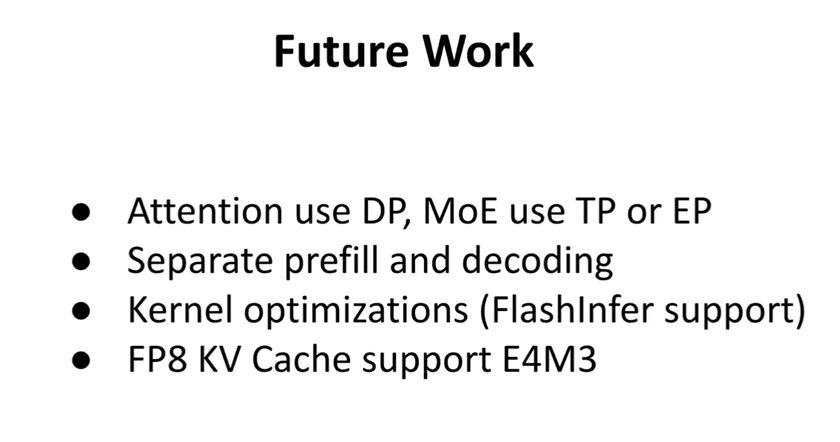 Future Work
● Attention use DP, MoE use TP or EP
● Separate prefill and decoding
● Kernel optimizations (FlashInfer support)
● FP8 KV Cache support E4M3